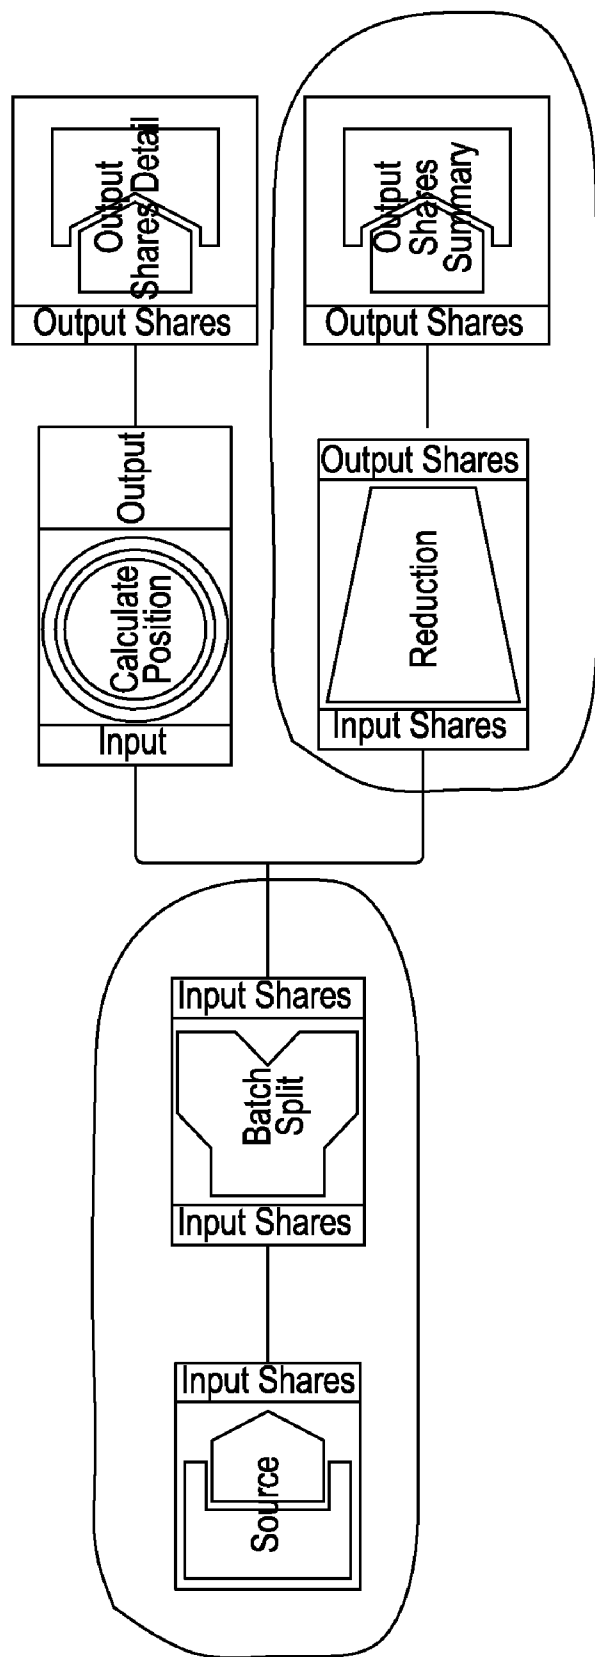 Output
Shares Detail
Output Shares
Output
Shares
Summary
Output Shares
Output
Calculate
Position
Input
Output Shares
Reduction
Input Shares
Input Shares
Batch
Split
Input Shares
Input Shares
Source